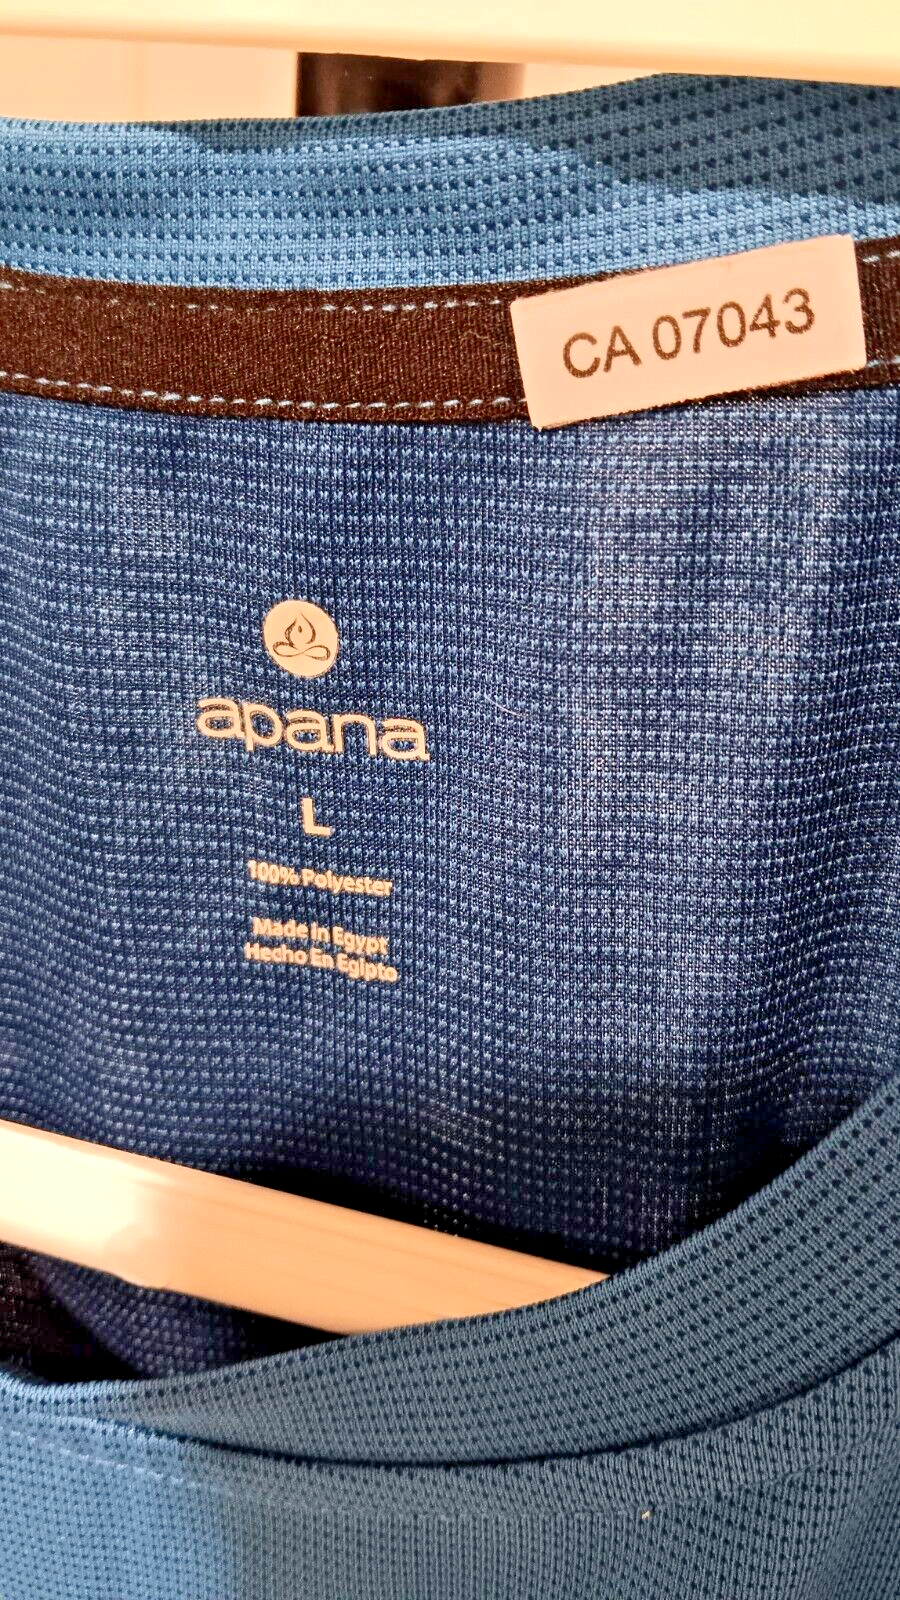 CA 07043
apana
L
100% Polyester
Made in Egypt
Hecho En Egipto